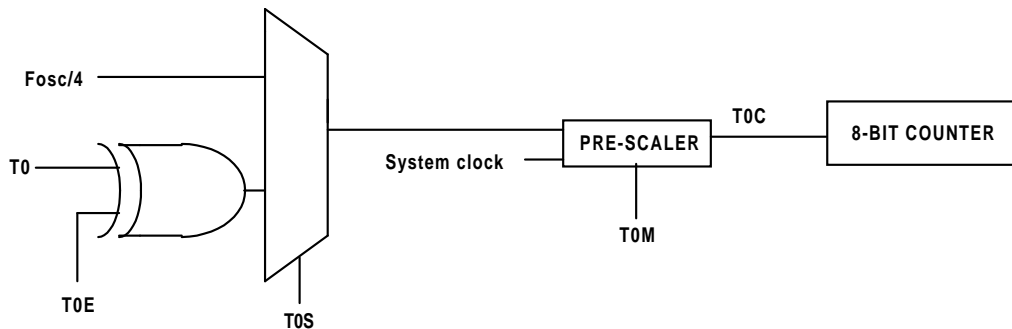 Fosc/4
T0C
8-BIT COUNTER
PRE-SCALER
System clock
T0
T0M
T0E
T0S